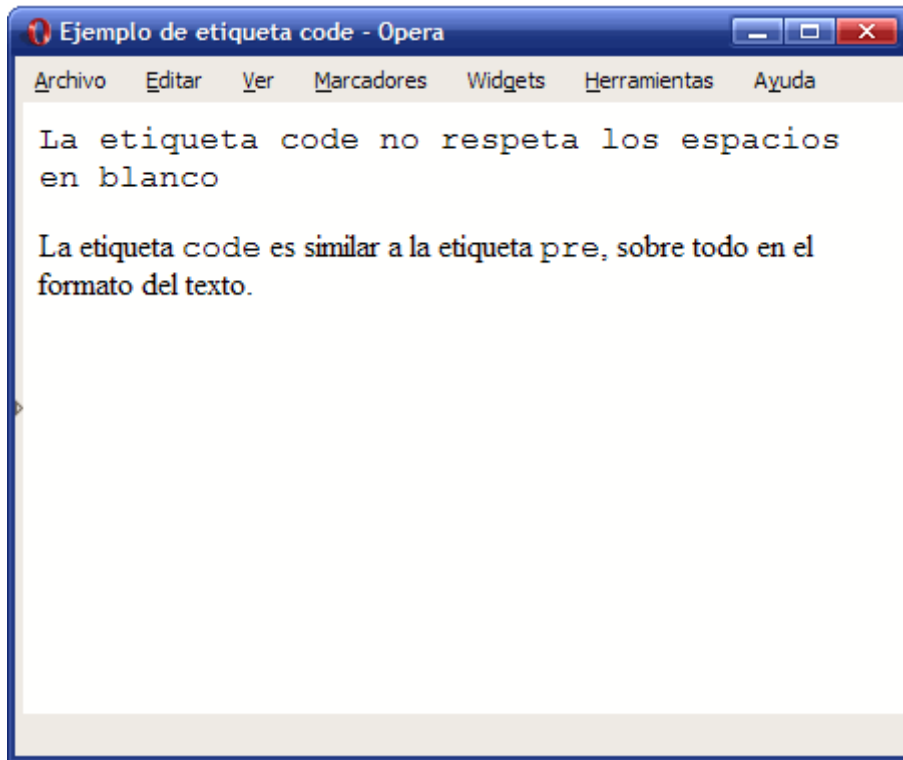 Ejemplo de etiqueta code - Opera
Archivo Editar Ver Marcadores Widgets Herramientas Ayuda
La etiqueta code no respeta los espacios
en blanco
La etiqueta code es similar a la etiqueta pre, sobre todo en el
formato del texto.